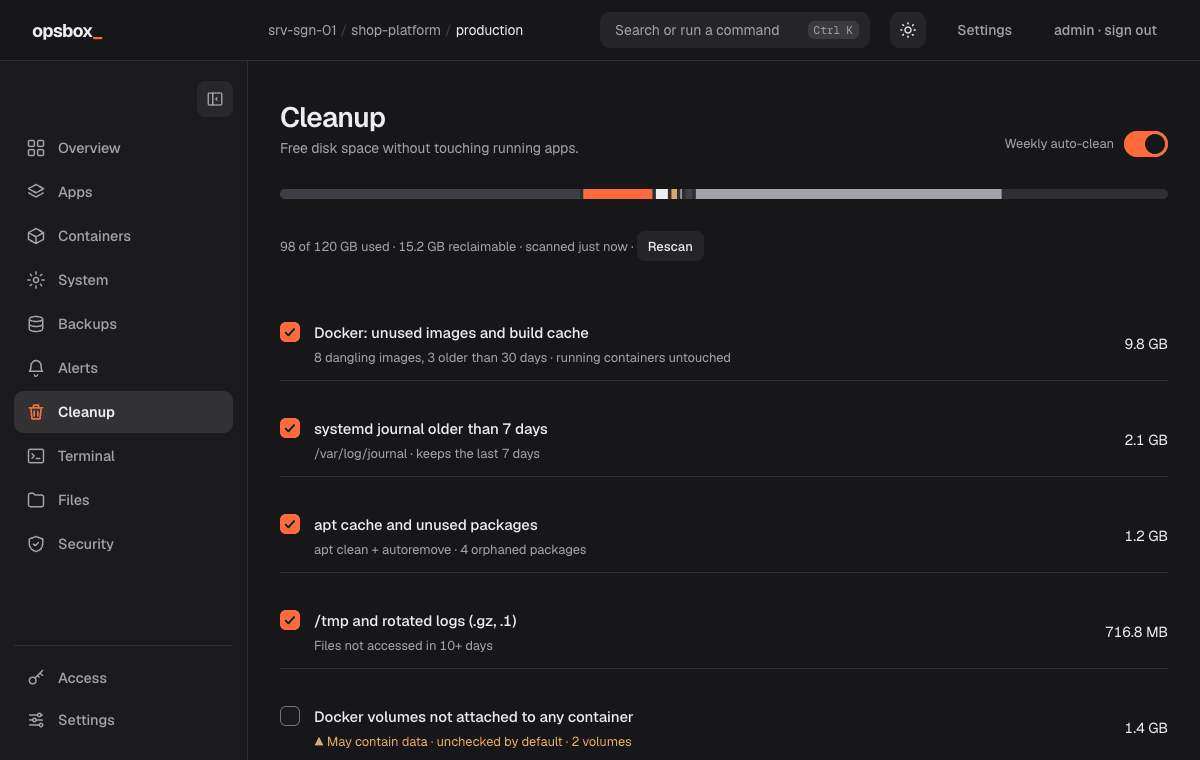 opsbox_
srv-sgn-01 / shop-platform / production
Search or run a command Ctrl K
Settings
admin · sign out
Overview
Apps
Containers
System
Backups
Alerts
Cleanup
Terminal
Files
Security
Access
Settings
Cleanup
Free disk space without touching running apps.
Weekly auto-clean
98 of 120 GB used · 15.2 GB reclaimable · scanned just now · Rescan
Docker: unused images and build cache
8 dangling images, 3 older than 30 days · running containers untouched
9.8 GB
systemd journal older than 7 days
/var/log/journal · keeps the last 7 days
2.1 GB
apt cache and unused packages
apt clean + autoremove · 4 orphaned packages
1.2 GB
/tmp and rotated logs (.gz, .1)
Files not accessed in 10+ days
716.8 MB
Docker volumes not attached to any container
▲ May contain data · unchecked by default · 2 volumes
1.4 GB